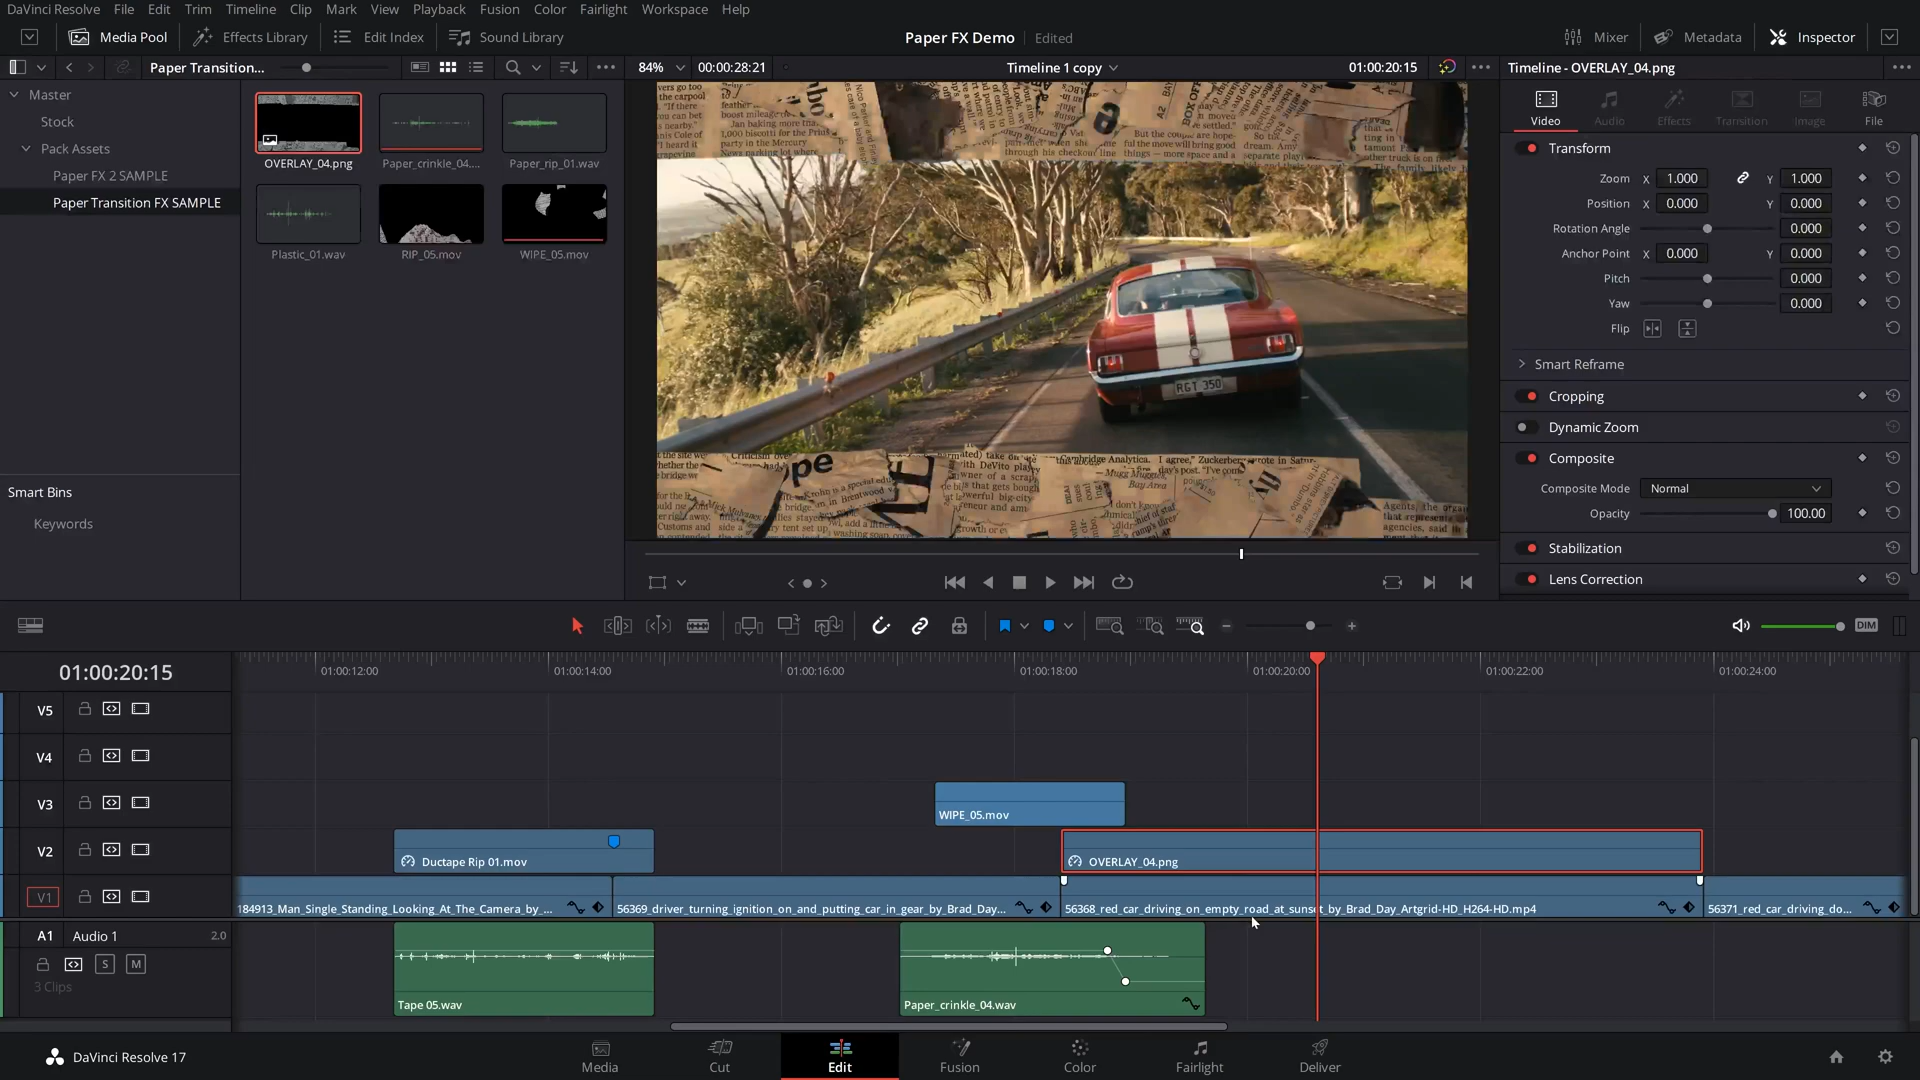 DaVinci Resolve File Edit Trim Timeline Clip Mark View Playback Fusion Color Fairlight Workspace Help
Media Pool Effects Library Edit Index Sound Library Paper FX Demo Edited Mixer Metadata Inspector
Paper Transition... 84% 00:00:28:21 Timeline 1 copy 01:00:20:15 Timeline - OVERLAY_04.png
Master
Stock
Pack Assets
Paper FX 2 SAMPLE
Paper Transition FX SAMPLE
Smart Bins
Keywords
OVERLAY_04.png Paper_crinkle_04.... Paper_rip_01.wav
Plastic_01.wav RIP_05.mov WIPE_05.mov
RGT 350
Video Audio Effects Transition Image File
Transform
Zoom X 1.000 Y 1.000
Position X 0.000 Y 0.000
Rotation Angle 0.000
Anchor Point X 0.000 Y 0.000
Pitch 0.000
Yaw 0.000
Flip
Smart Reframe
Cropping
Dynamic Zoom
Composite
Composite Mode Normal
Opacity 100.00
Stabilization
Lens Correction
DIM
01:00:20:15
01:00:12:00 01:00:14:00 01:00:16:00 01:00:18:00 01:00:20:00 01:00:22:00 01:00:24:00
V5
V4
V3
WIPE_05.mov
V2
Ductape Rip 01.mov OVERLAY_04.png
V1
184913_Man_Single_Standing_Looking_At_The_Camera_by_... 56369_driver_turning_ignition_on_and_putting_car_in_gear_by_Brad_Day... 56368_red_car_driving_on_empty_road_at_sunset_by_Brad_Day_Artgrid-HD_H264-HD.mp4 56371_red_car_driving_do...
A1 Audio 1 2.0
S M
3 Clips
Tape 05.wav Paper_crinkle_04.wav
DaVinci Resolve 17
Media Cut Edit Fusion Color Fairlight Deliver